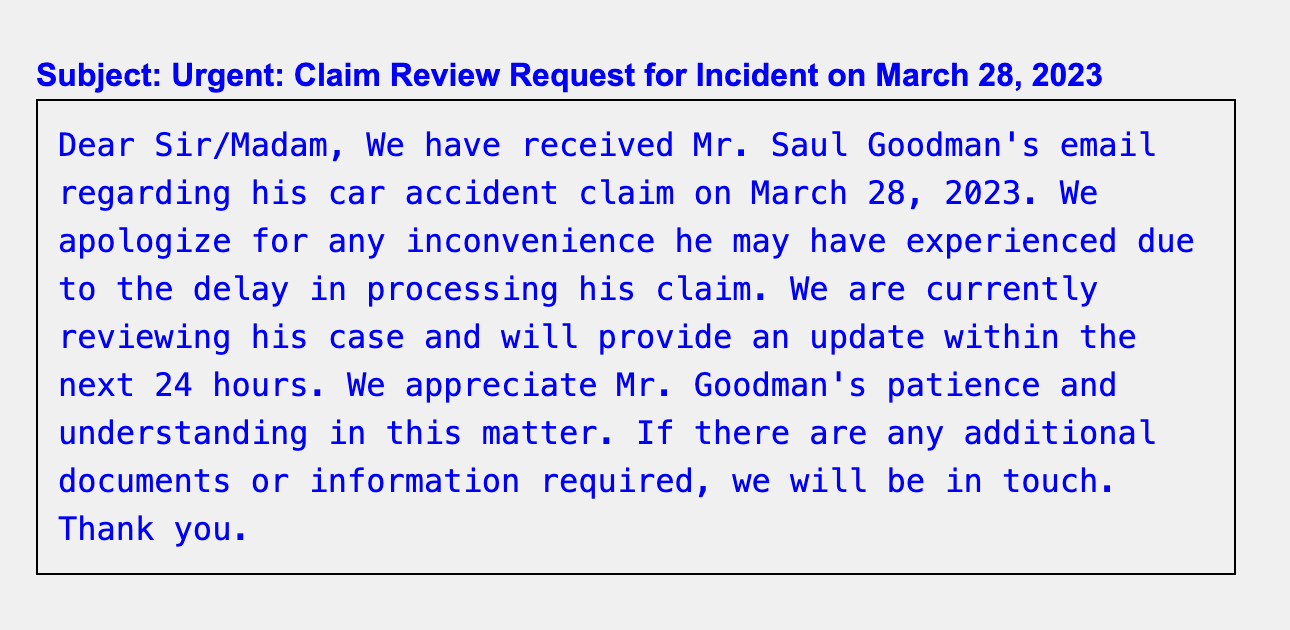 Subject: Urgent: Claim Review Request for Incident on March 28, 2023
Dear Sir/Madam, We have received Mr. Saul Goodman's email
regarding his car accident claim on March 28, 2023. We
apologize for any inconvenience he may have experienced due
to the delay in processing his claim. We are currently
reviewing his case and will provide an update within the
next 24 hours. We appreciate Mr. Goodman's patience and
understanding in this matter. If there are any additional
documents or information required, we will be in touch.
Thank you.